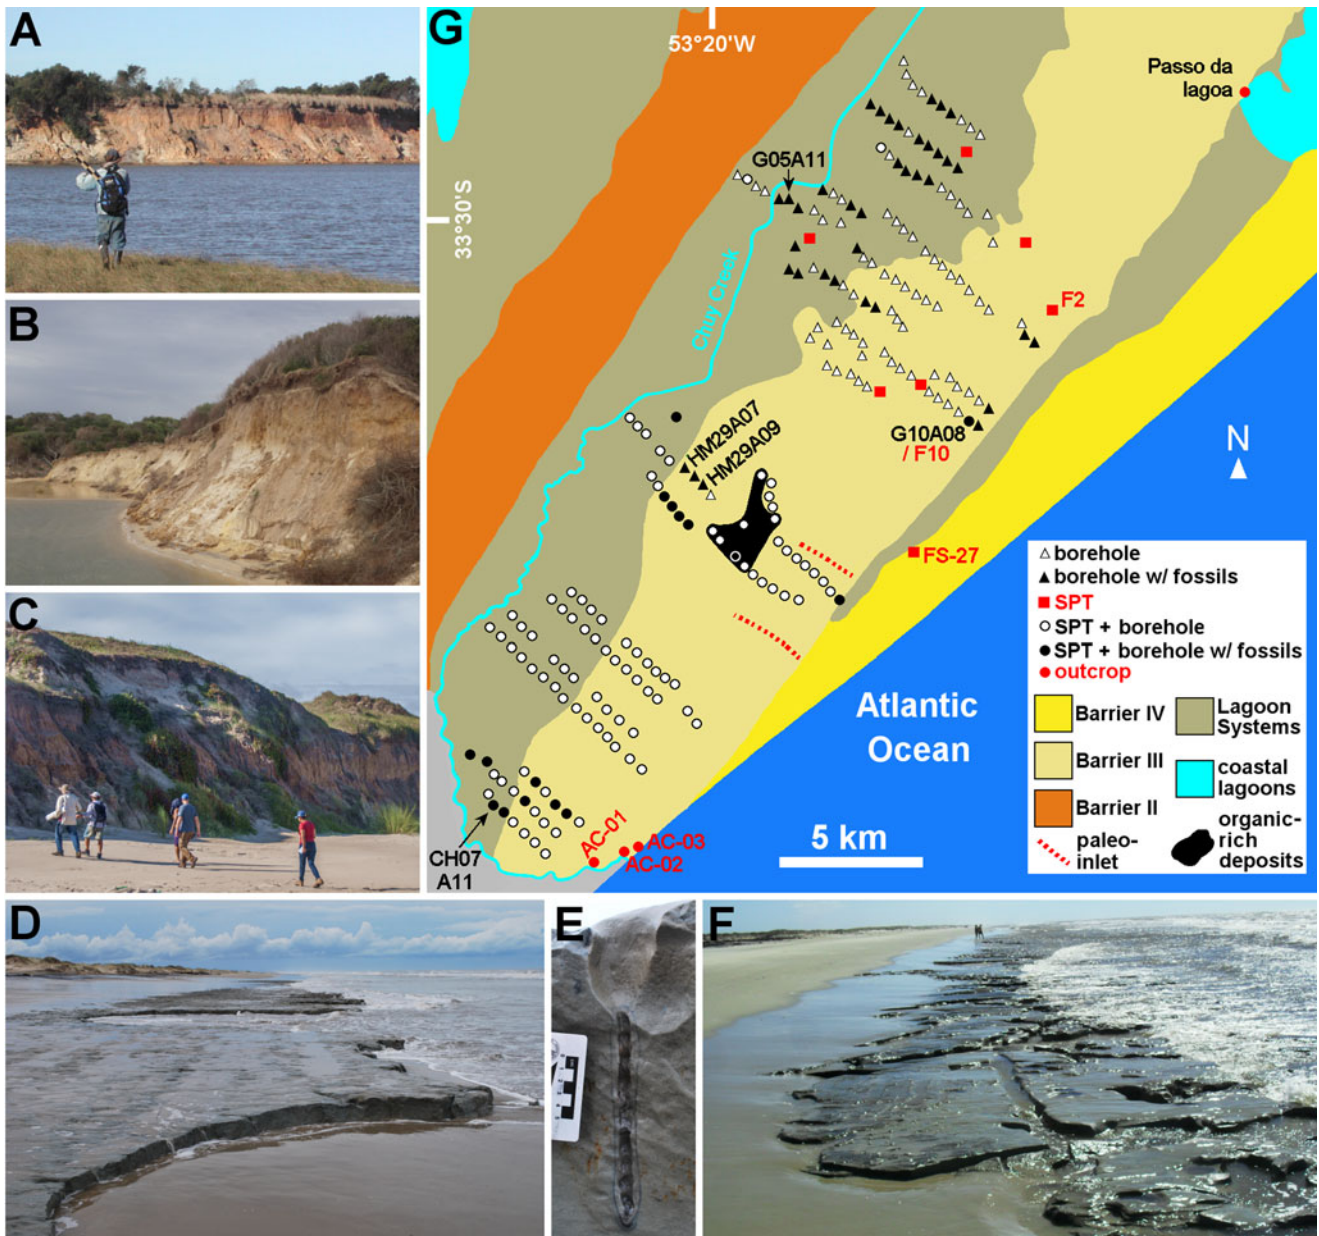 A
B
C
D
E
F
G
53°20'W
33°30'S
Passo da
lagoa
G05A11
Chuy Creek
F2
HM29A07
HM29A09
G10A08
/ F10
N
FS-27
Atlantic
Ocean
5 km
CH07
A11
AC-01
AC-02
AC-03
borehole
borehole w/ fossils
SPT
SPT + borehole
SPT + borehole w/ fossils
outcrop
Barrier IV
Barrier III
Barrier II
paleo-
inlet
Lagoon
Systems
coastal
lagoons
organic-
rich
deposits